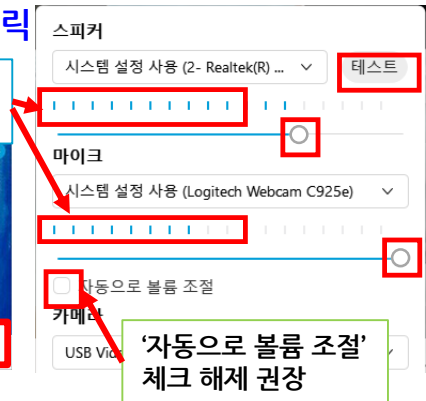 릭
스피커
시스템 설정 사용 (2- Realtek(R) ...
테스트
마이크
시스템 설정 사용 (Logitech Webcam C925e)
자동으로 볼륨 조절
카메라
USB Vid
‘자동으로 볼륨 조절’
체크 해제 권장